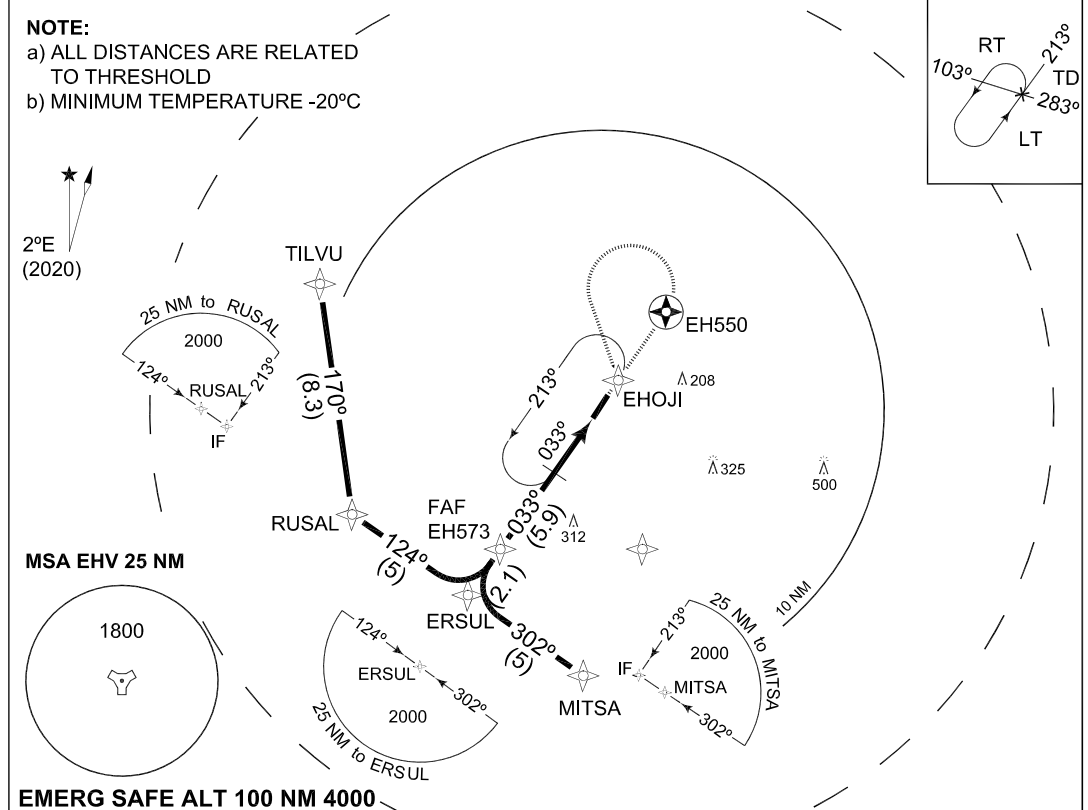 NOTE:
a) ALL DISTANCES ARE RELATED
TO THRESHOLD
b) MINIMUM TEMPERATURE -20ºC
RT
213º
103º
TD
283º
LT
2ºE
(2020)
TILVU
25 NM to RUSAL
2000
124º
RUSAL
213º
IF
170º
(8.3)
EH550
213º
EHOJI
208
033º
325
500
RUSAL
FAF
EH573
033º
(5.9)
312
124º
(5)
(2.1)
ERSUL
302º
(5)
MITSA
10 NM
MSA EHV 25 NM
1800
124º
ERSUL
302º
2000
25 NM to ERSUL
25 NM to MITSA
213º
2000
IF
MITSA
302º
EMERG SAFE ALT 100 NM 4000